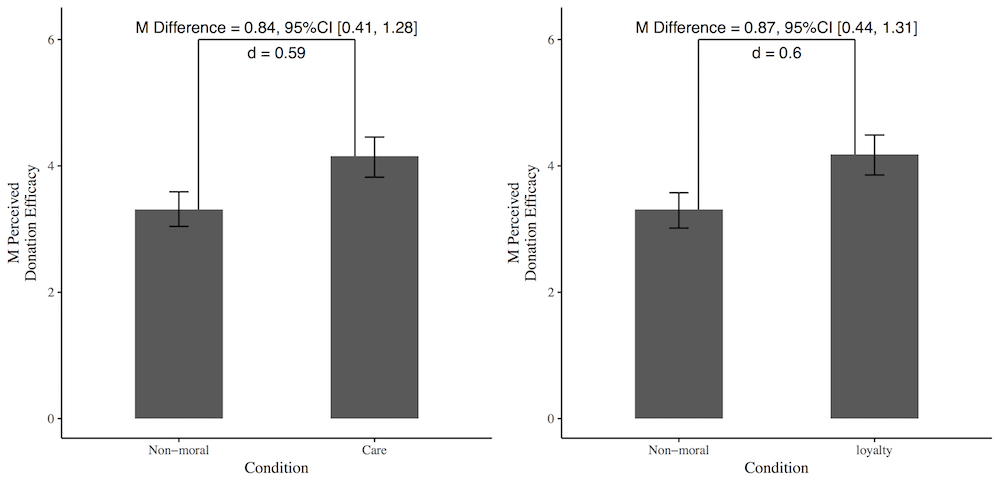 M Difference = 0.84, 95%CI [0.41, 1.28]
d = 0.59
6
4
2
0
M Perceived
Donation Efficacy
Non−moral
Care
Condition
M Difference = 0.87, 95%CI [0.44, 1.31]
d = 0.6
6
4
2
0
M Perceived
Donation Efficacy
Non−moral
loyalty
Condition